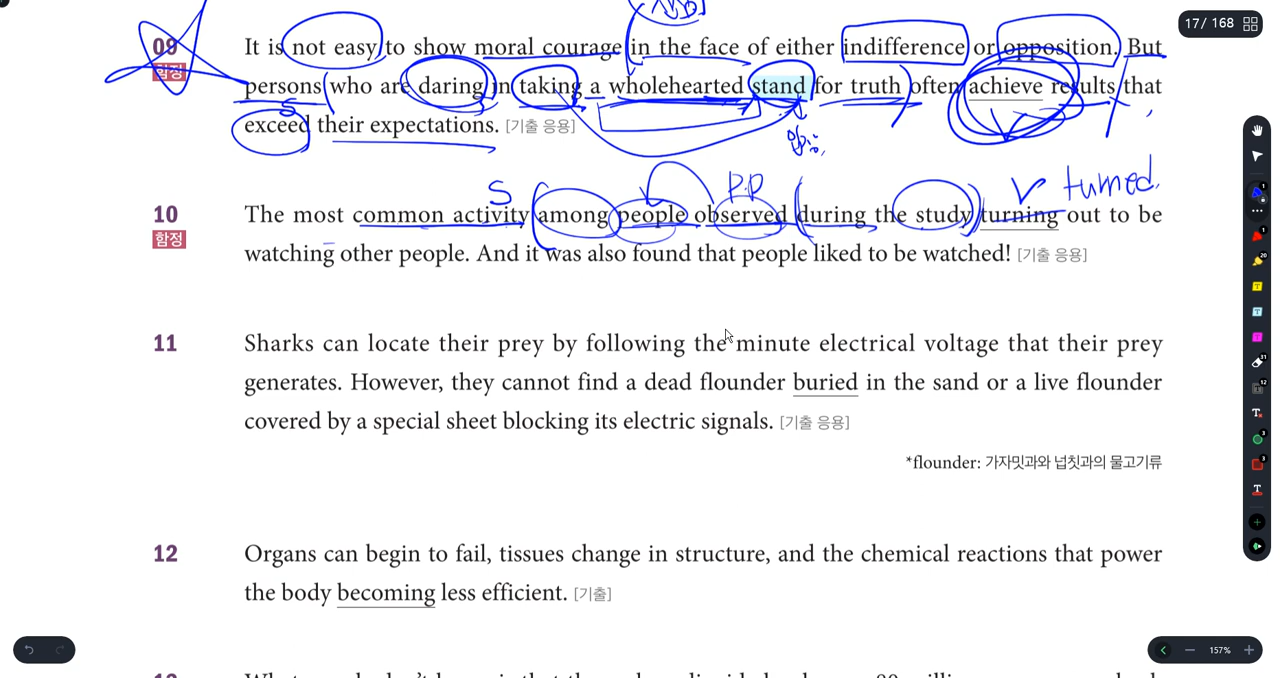 17/ 168
09 It is not easy to show moral courage in the face of either indifference or opposition. But
함정
persons who are daring in taking a wholehearted stand for truth often achieve results that
exceed their expectations. [기출 응용]
S
S P.P V turned.
10 The most common activity among people observed during the study turning out to be
함정
watching other people. And it was also found that people liked to be watched! [기출 응용]
11 Sharks can locate their prey by following the minute electrical voltage that their prey
generates. However, they cannot find a dead flounder buried in the sand or a live flounder
covered by a special sheet blocking its electric signals. [기출 응용]
*flounder: 가자밋과와 넙칫과의 물고기류
12 Organs can begin to fail, tissues change in structure, and the chemical reactions that power
the body becoming less efficient. [기출]
157%